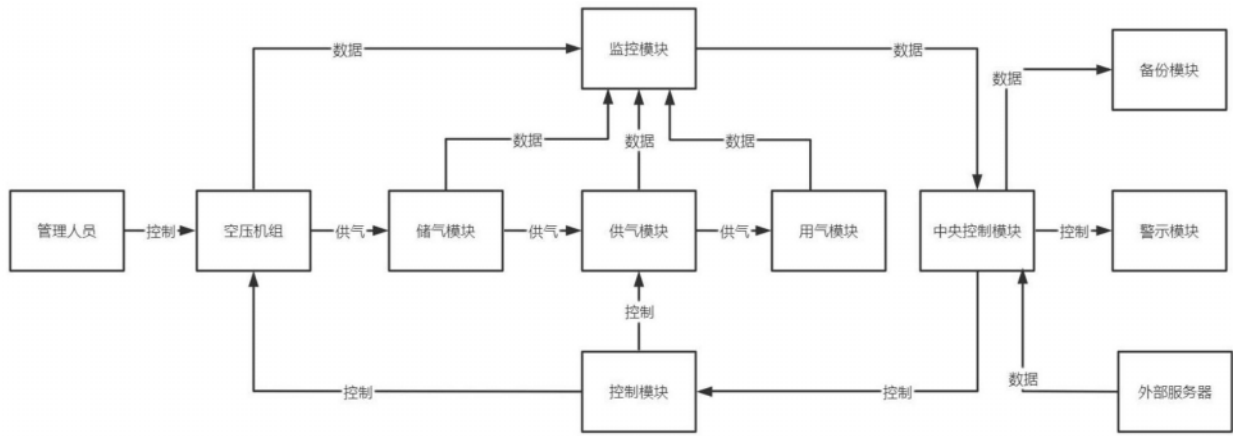 监控模块
数据
数据
数据
备份模块
数据
数据
数据
管理人员
控制
空压机组
供气
储气模块
供气
供气模块
供气
用气模块
中央控制模块
控制
警示模块
控制
控制
控制模块
控制
数据
外部服务器